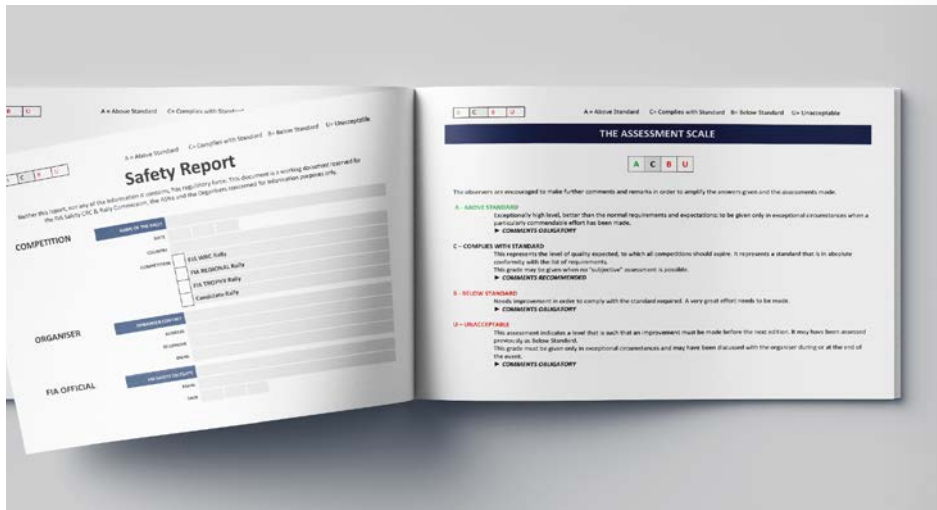 B U
A = Above Standard C= Complies with Standard
A C B U
A = Above Standard C= Complies with Standard B= Below Standard U= Unacceptable
Safety Report
Neither this report, nor any of the information it contains, has regulatory force. This document is a working document reserved for
the FIA Safety CRC & Rally Commission, the ASNs and the Organisers concerned for information purposes only.
COMPETITION
NAME OF THE RALLY
DATE
COUNTRY
COMPETITION
FIA WRC Rally
FIA REGIONAL Rally
FIA TROPHY Rally
Candidate Rally
ORGANISER
ORGANISER CONTACT
ADDRESS
TELEPHONE
EMAIL
FIA OFFICIAL
FIA SAFETY DELEGATE
A C B U
A = Above Standard C= Complies with Standard B= Below Standard U= Unacceptable
THE ASSESSMENT SCALE
A C B U
The observers are encouraged to make further comments and remarks in order to amplify the answers given and the assessments made.
A - ABOVE STANDARD
Exceptionally high level, better than the normal requirements and expectations; to be given only in exceptional circumstances when a
particularly commendable effort has been made.
► COMMENTS OBLIGATORY
C – COMPLIES WITH STANDARD
This represents the level of quality expected, to which all competitions should aspire. It represents a standard that is in absolute
conformity with the list of requirements.
This grade may be given when no "subjective" assessment is possible.
► COMMENTS RECOMMENDED
B - BELOW STANDARD
Needs improvement in order to comply with the standard required. A very great effort needs to be made.
► COMMENTS OBLIGATORY
U – UNACCEPTABLE
This assessment indicates a level that is such that an improvement must be made before the next edition. It may have been assessed
previously as Below Standard.
This grade must be given only in exceptional circumstances and may have been discussed with the organiser during or at the end of
the event.
► COMMENTS OBLIGATORY